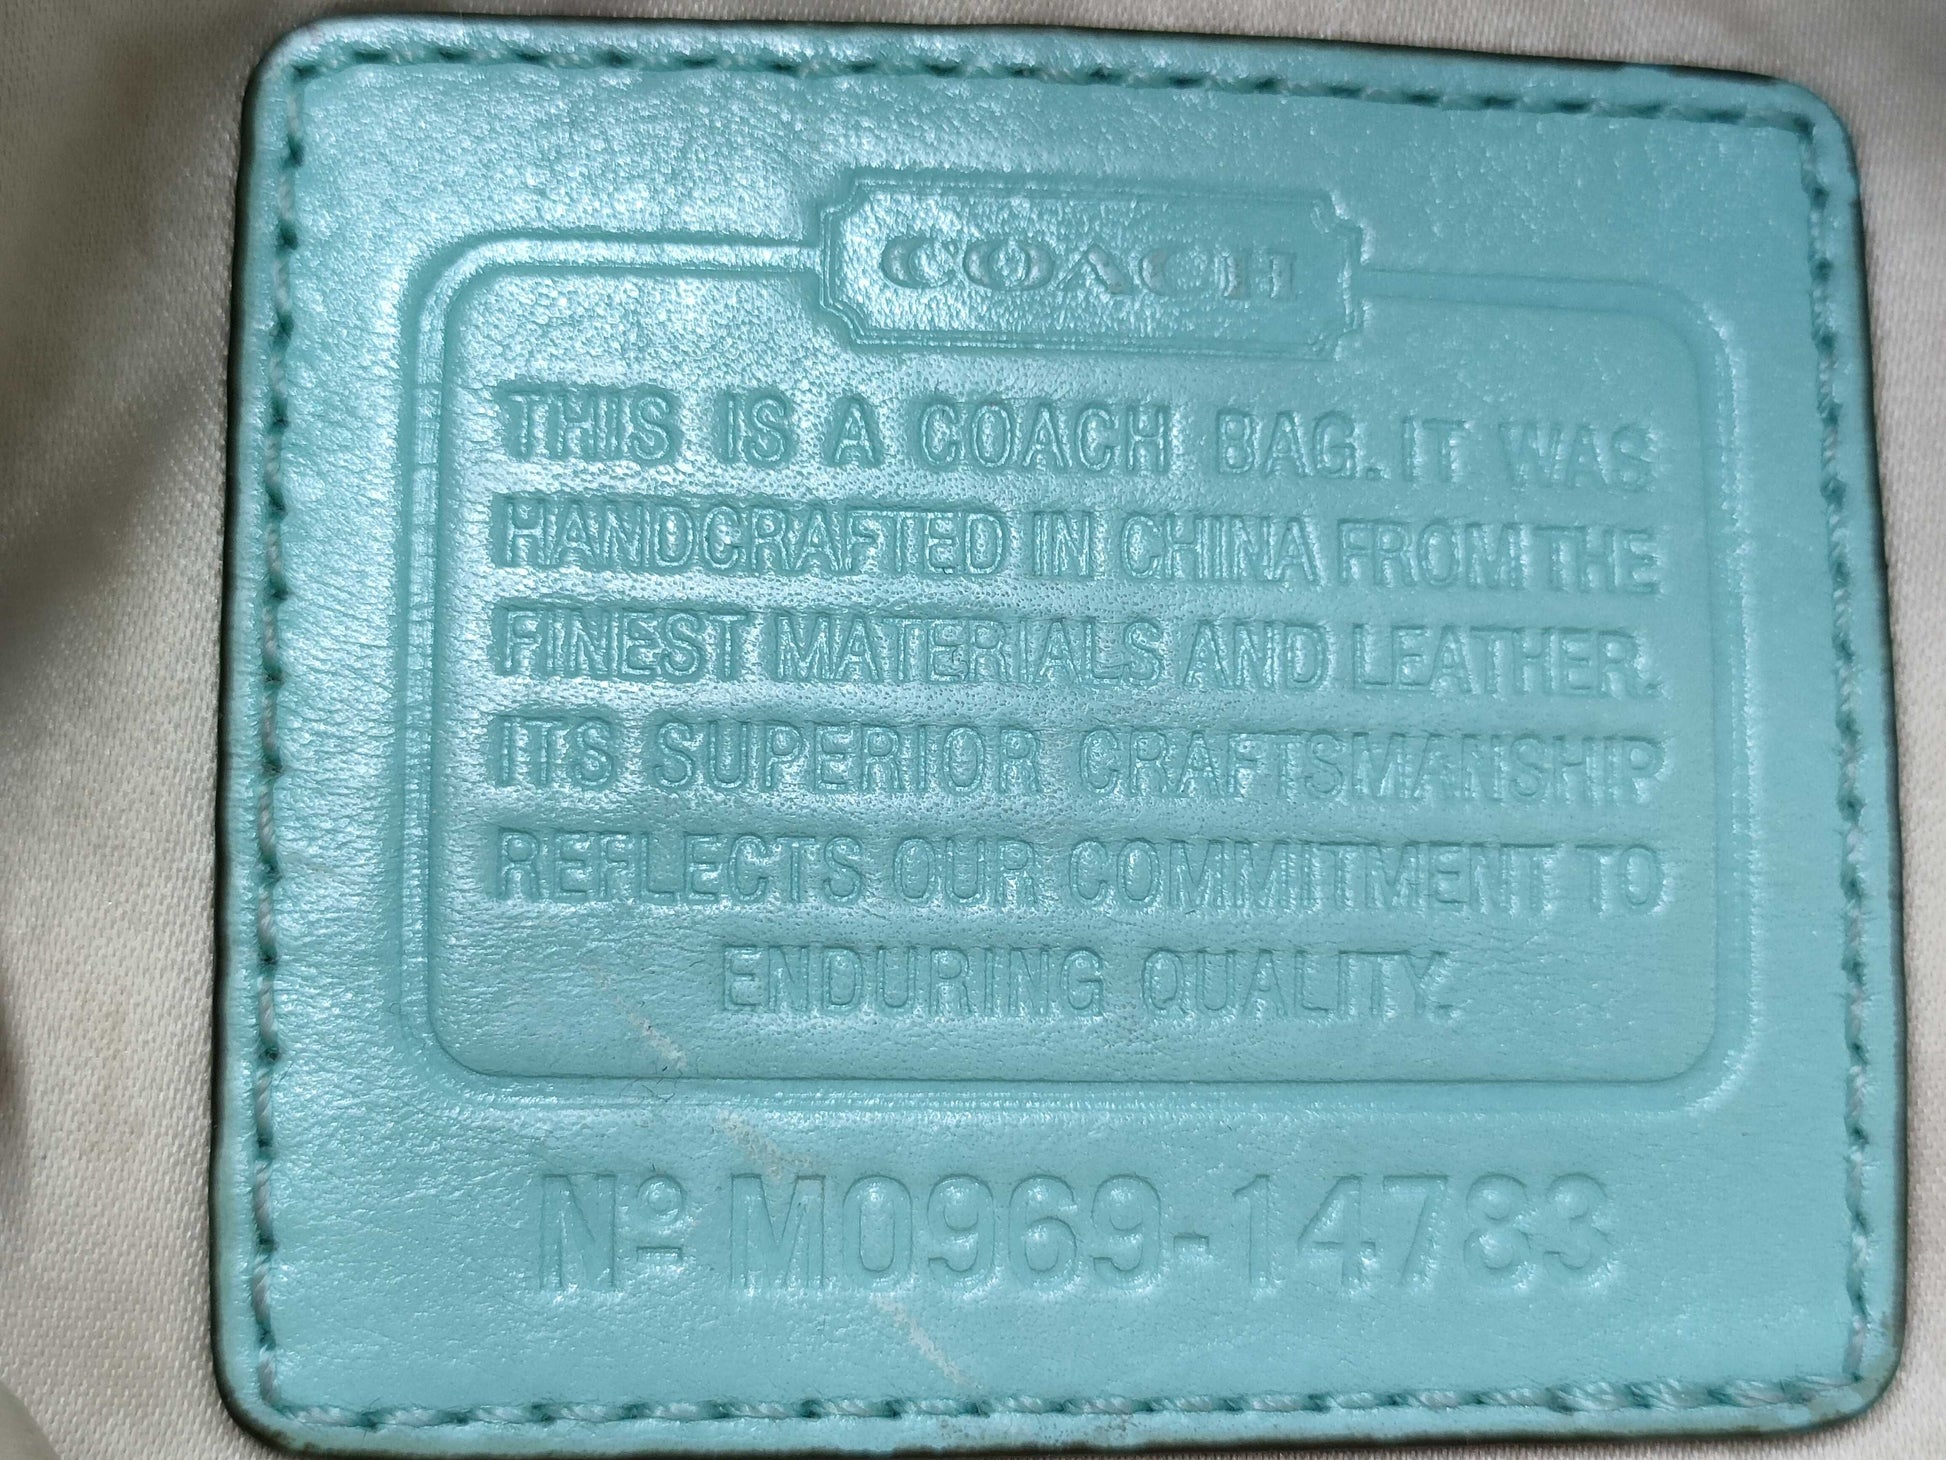 COACH
THIS IS A COACH BAG. IT WAS
HANDCRAFTED IN CHINA FROM THE
FINEST MATERIALS AND LEATHER.
ITS SUPERIOR CRAFTSMANSHIP
REFLECTS OUR COMMITMENT TO
ENDURING QUALITY.
Nº M0969-14783